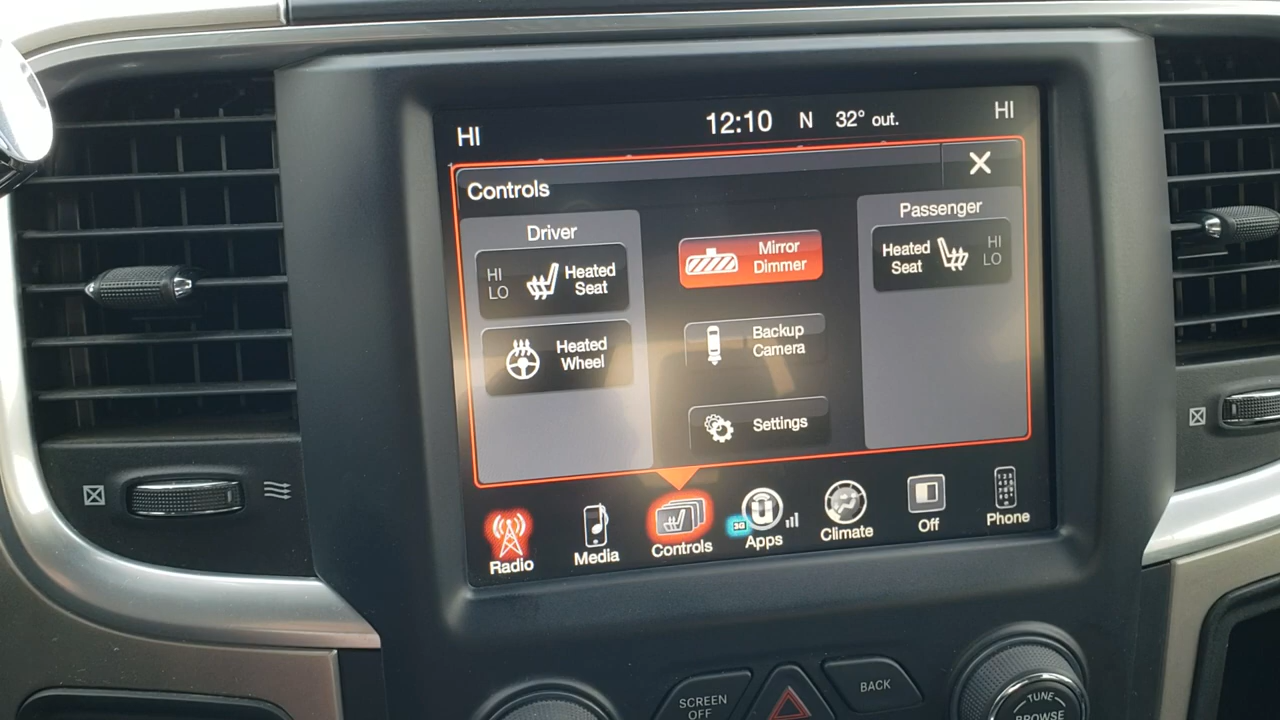 HI 12:10 N 32° out. HI
Controls
Driver
HI
LO
Heated
Seat
Heated
Wheel
Mirror
Dimmer
Backup
Camera
Settings
Passenger
Heated
Seat
HI
LO
Radio
Media
Controls
3G
Apps
Climate
Off
Phone
SCREEN
OFF
BACK
TUNE
BROWSE